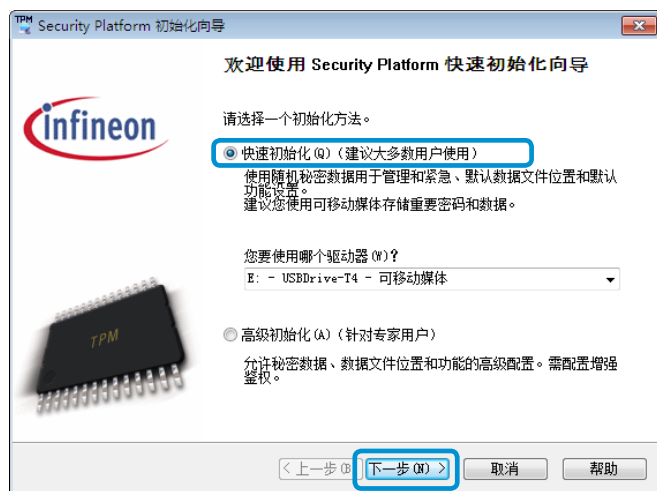 TPM
Security Platform 初始化向导
欢迎使用 Security Platform 快速初始化向导
infineon
请选择一个初始化方法。
快速初始化(Q)(建议大多数用户使用)
使用随机秘密数据用于管理和紧急、默认数据文件位置和默认
功能设置。
建议您使用可移动媒体存储重要密码和数据。
您要使用哪个驱动器(W)?
E: - USBDrive-T4 - 可移动媒体
TPM
高级初始化(A)(针对专家用户)
允许秘密数据、数据文件位置和功能的高级配置。需配置增强
鉴权。
<上一步(B
下一步(N) >
取消
帮助